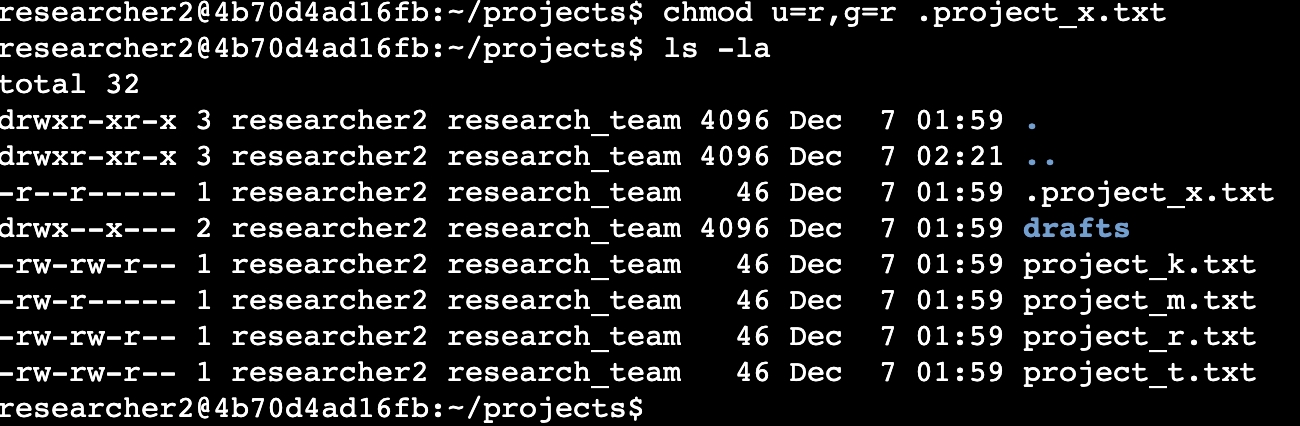 researcher2@4b70d4ad16fb:~/projects$ chmod u=r,g=r .project_x.txt
researcher2@4b70d4ad16fb:~/projects$ ls -la
total 32
drwxr-xr-x 3 researcher2 research_team 4096 Dec  7 01:59 .
drwxr-xr-x 3 researcher2 research_team 4096 Dec  7 02:21 ..
-r--r----- 1 researcher2 research_team   46 Dec  7 01:59 .project_x.txt
drwx--x--- 2 researcher2 research_team 4096 Dec  7 01:59 drafts
-rw-rw-r-- 1 researcher2 research_team   46 Dec  7 01:59 project_k.txt
-rw-r----- 1 researcher2 research_team   46 Dec  7 01:59 project_m.txt
-rw-rw-r-- 1 researcher2 research_team   46 Dec  7 01:59 project_r.txt
-rw-rw-r-- 1 researcher2 research_team   46 Dec  7 01:59 project_t.txt
researcher2@4b70d4ad16fb:~/projects$